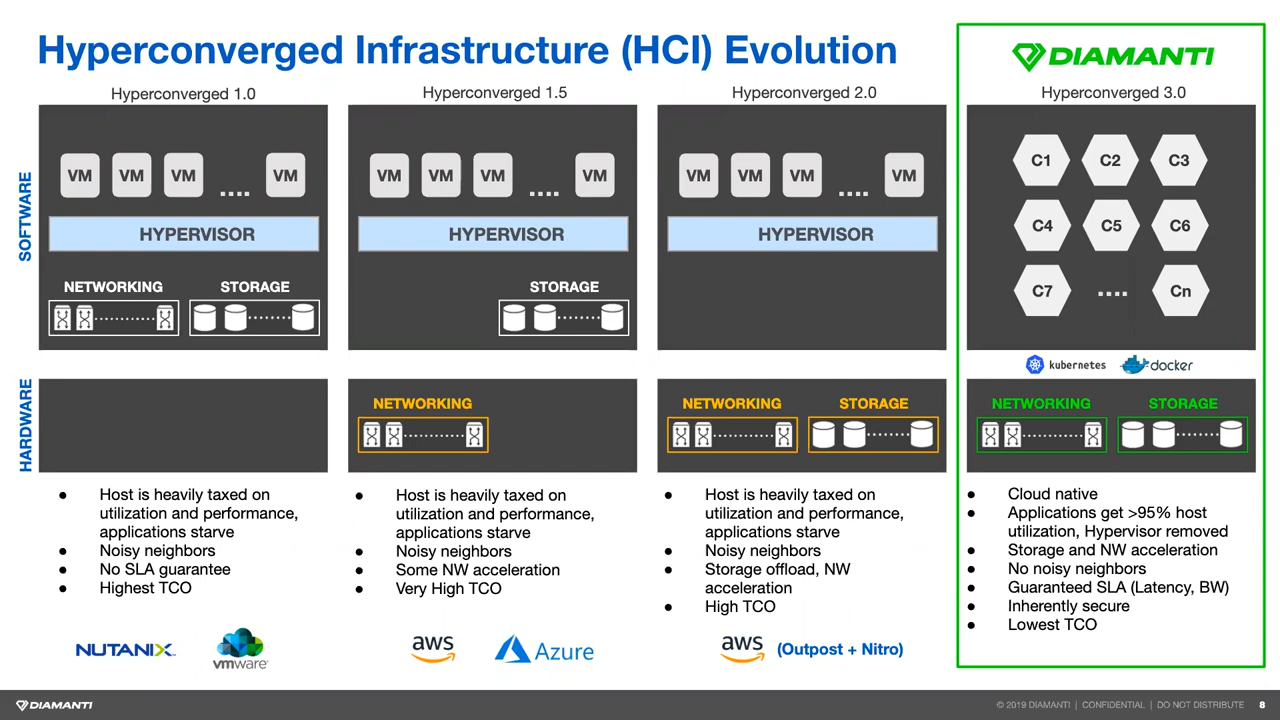 Hyperconverged Infrastructure (HCI) Evolution
DIAMANTI
Hyperconverged 1.0
Hyperconverged 1.5
Hyperconverged 2.0
Hyperconverged 3.0
SOFTWARE
VM VM VM .... VM
HYPERVISOR
NETWORKING STORAGE
VM VM VM .... VM
HYPERVISOR
STORAGE
VM VM VM .... VM
HYPERVISOR
C1 C2 C3
C4 C5 C6
C7 .... Cn
kubernetes docker
HARDWARE
NETWORKING
NETWORKING STORAGE
NETWORKING STORAGE
● Host is heavily taxed on
utilization and performance,
applications starve
● Noisy neighbors
● No SLA guarantee
● Highest TCO
NUTANIX vmware
● Host is heavily taxed on
utilization and performance,
applications starve
● Noisy neighbors
● Some NW acceleration
● Very High TCO
aws Azure
● Host is heavily taxed on
utilization and performance,
applications starve
● Noisy neighbors
● Storage offload, NW
acceleration
● High TCO
aws (Outpost + Nitro)
● Cloud native
● Applications get >95% host
utilization, Hypervisor removed
● Storage and NW acceleration
● No noisy neighbors
● Guaranteed SLA (Latency, BW)
● Inherently secure
● Lowest TCO
DIAMANTI
© 2019 DIAMANTI | CONFIDENTIAL | DO NOT DISTRIBUTE 8